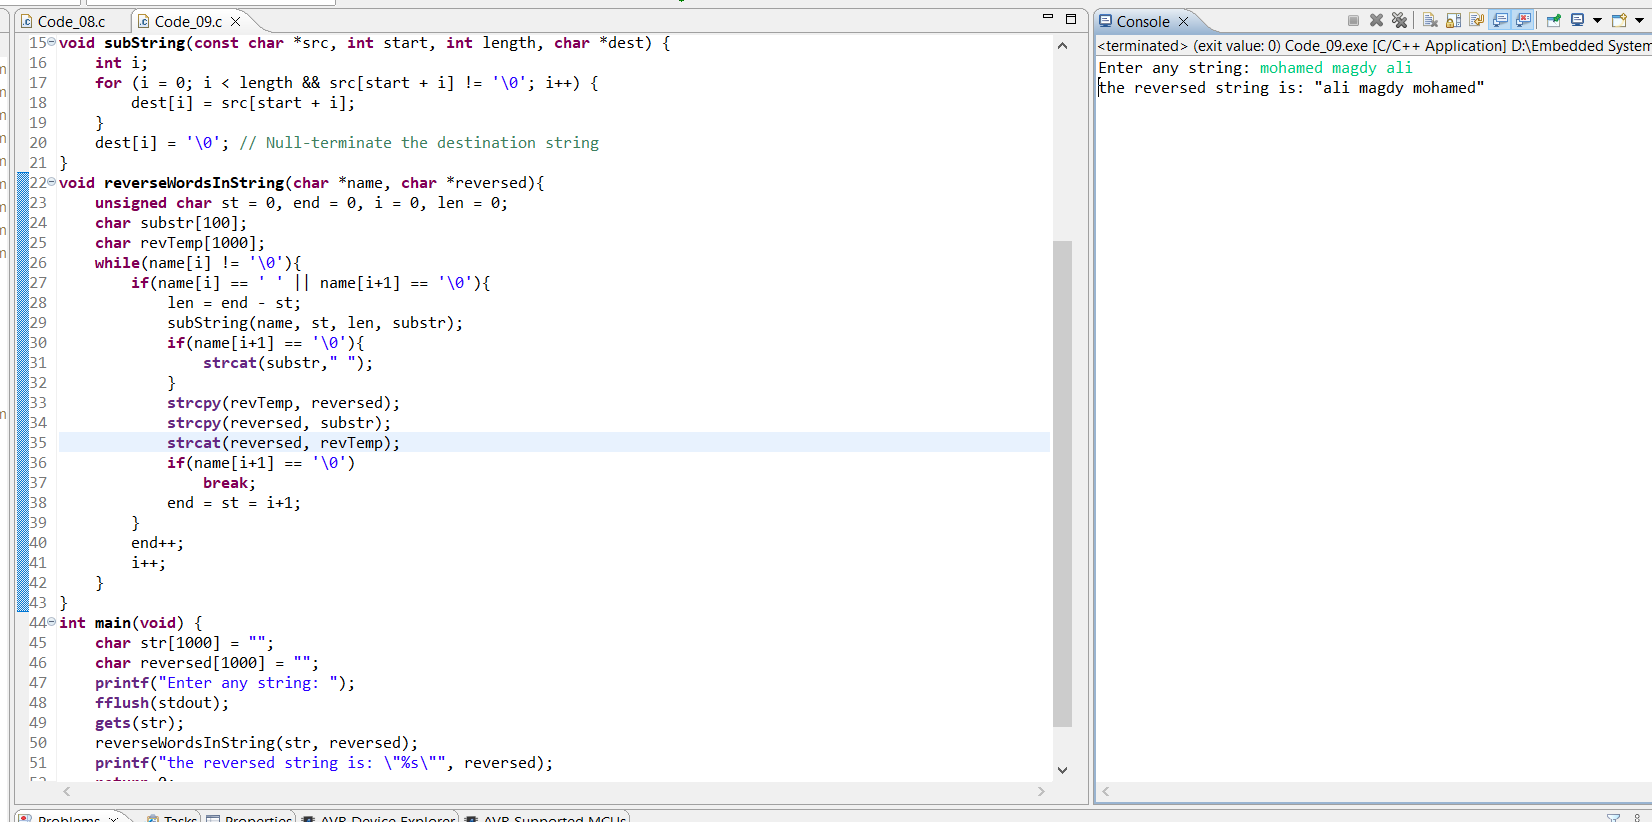 Code_08.c
Code_09.c
15 void subString(const char *src, int start, int length, char *dest) {
16     int i;
17     for (i = 0; i < length && src[start + i] != '\0'; i++) {
18         dest[i] = src[start + i];
19     }
20     dest[i] = '\0'; // Null-terminate the destination string
21 }
22 void reverseWordsInString(char *name, char *reversed){
23     unsigned char st = 0, end = 0, i = 0, len = 0;
24     char substr[100];
25     char revTemp[1000];
26     while(name[i] != '\0'){
27         if(name[i] == ' ' || name[i+1] == '\0'){
28             len = end - st;
29             subString(name, st, len, substr);
30             if(name[i+1] == '\0'){
31                 strcat(substr," ");
32             }
33             strcpy(revTemp, reversed);
34             strcpy(reversed, substr);
35             strcat(reversed, revTemp);
36             if(name[i+1] == '\0')
37                 break;
38             end = st = i+1;
39         }
40         end++;
41         i++;
42     }
43 }
44 int main(void) {
45     char str[1000] = "";
46     char reversed[1000] = "";
47     printf("Enter any string: ");
48     fflush(stdout);
49     gets(str);
50     reverseWordsInString(str, reversed);
51     printf("the reversed string is: \"%s\"", reversed);
Console
<terminated> (exit value: 0) Code_09.exe [C/C++ Application] D:\Embedded System
Enter any string: mohamed magdy ali
the reversed string is: "ali magdy mohamed"
Problems
Tasks
Properties
AVR Device Explorer
AVR Supported MCUs